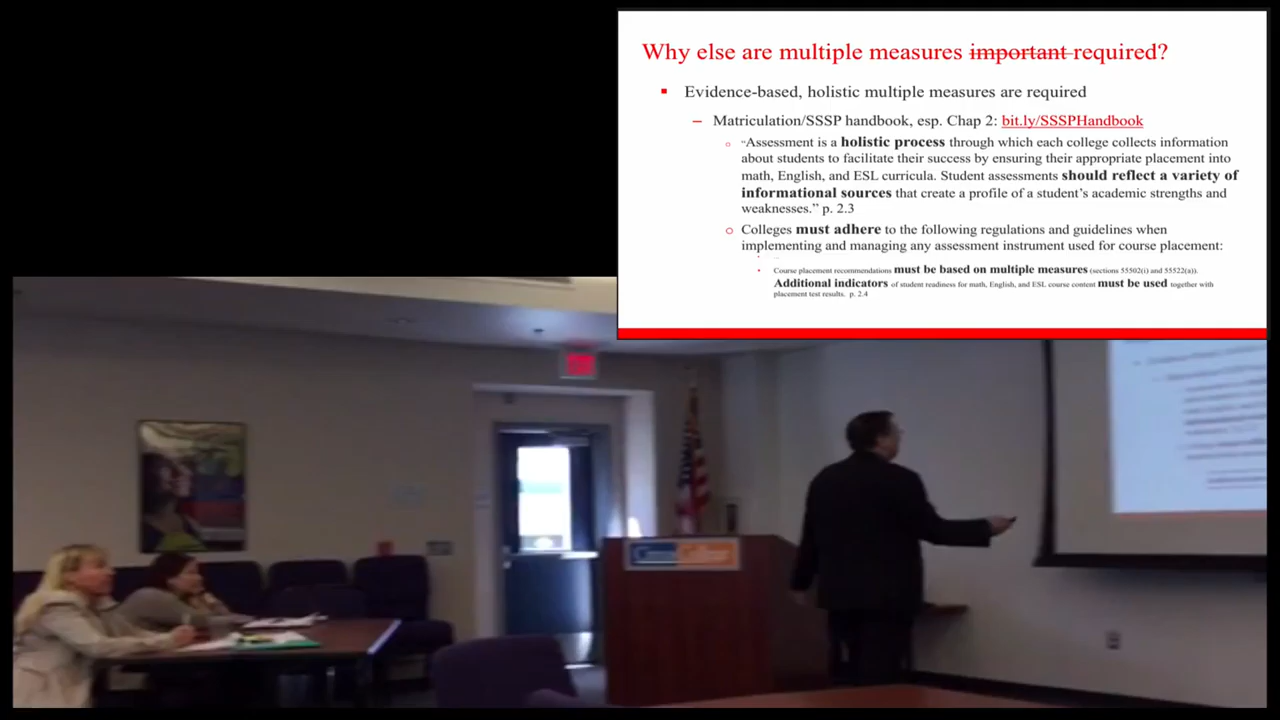 Why else are multiple measures important required?
Evidence-based, holistic multiple measures are required
Matriculation/SSSP handbook, esp. Chap 2: bit.ly/SSSPHandbook
"Assessment is a holistic process through which each college collects information
about students to facilitate their success by ensuring their appropriate placement into
math, English, and ESL curricula. Student assessments should reflect a variety of
informational sources that create a profile of a student's academic strengths and
weaknesses." p. 2.3
Colleges must adhere to the following regulations and guidelines when
implementing and managing any assessment instrument used for course placement:
Course placement recommendations must be based on multiple measures (sections 55502(i) and 55522(a)).
Additional indicators of student readiness for math, English, and ESL course content must be used together with
placement test results. p. 2.4